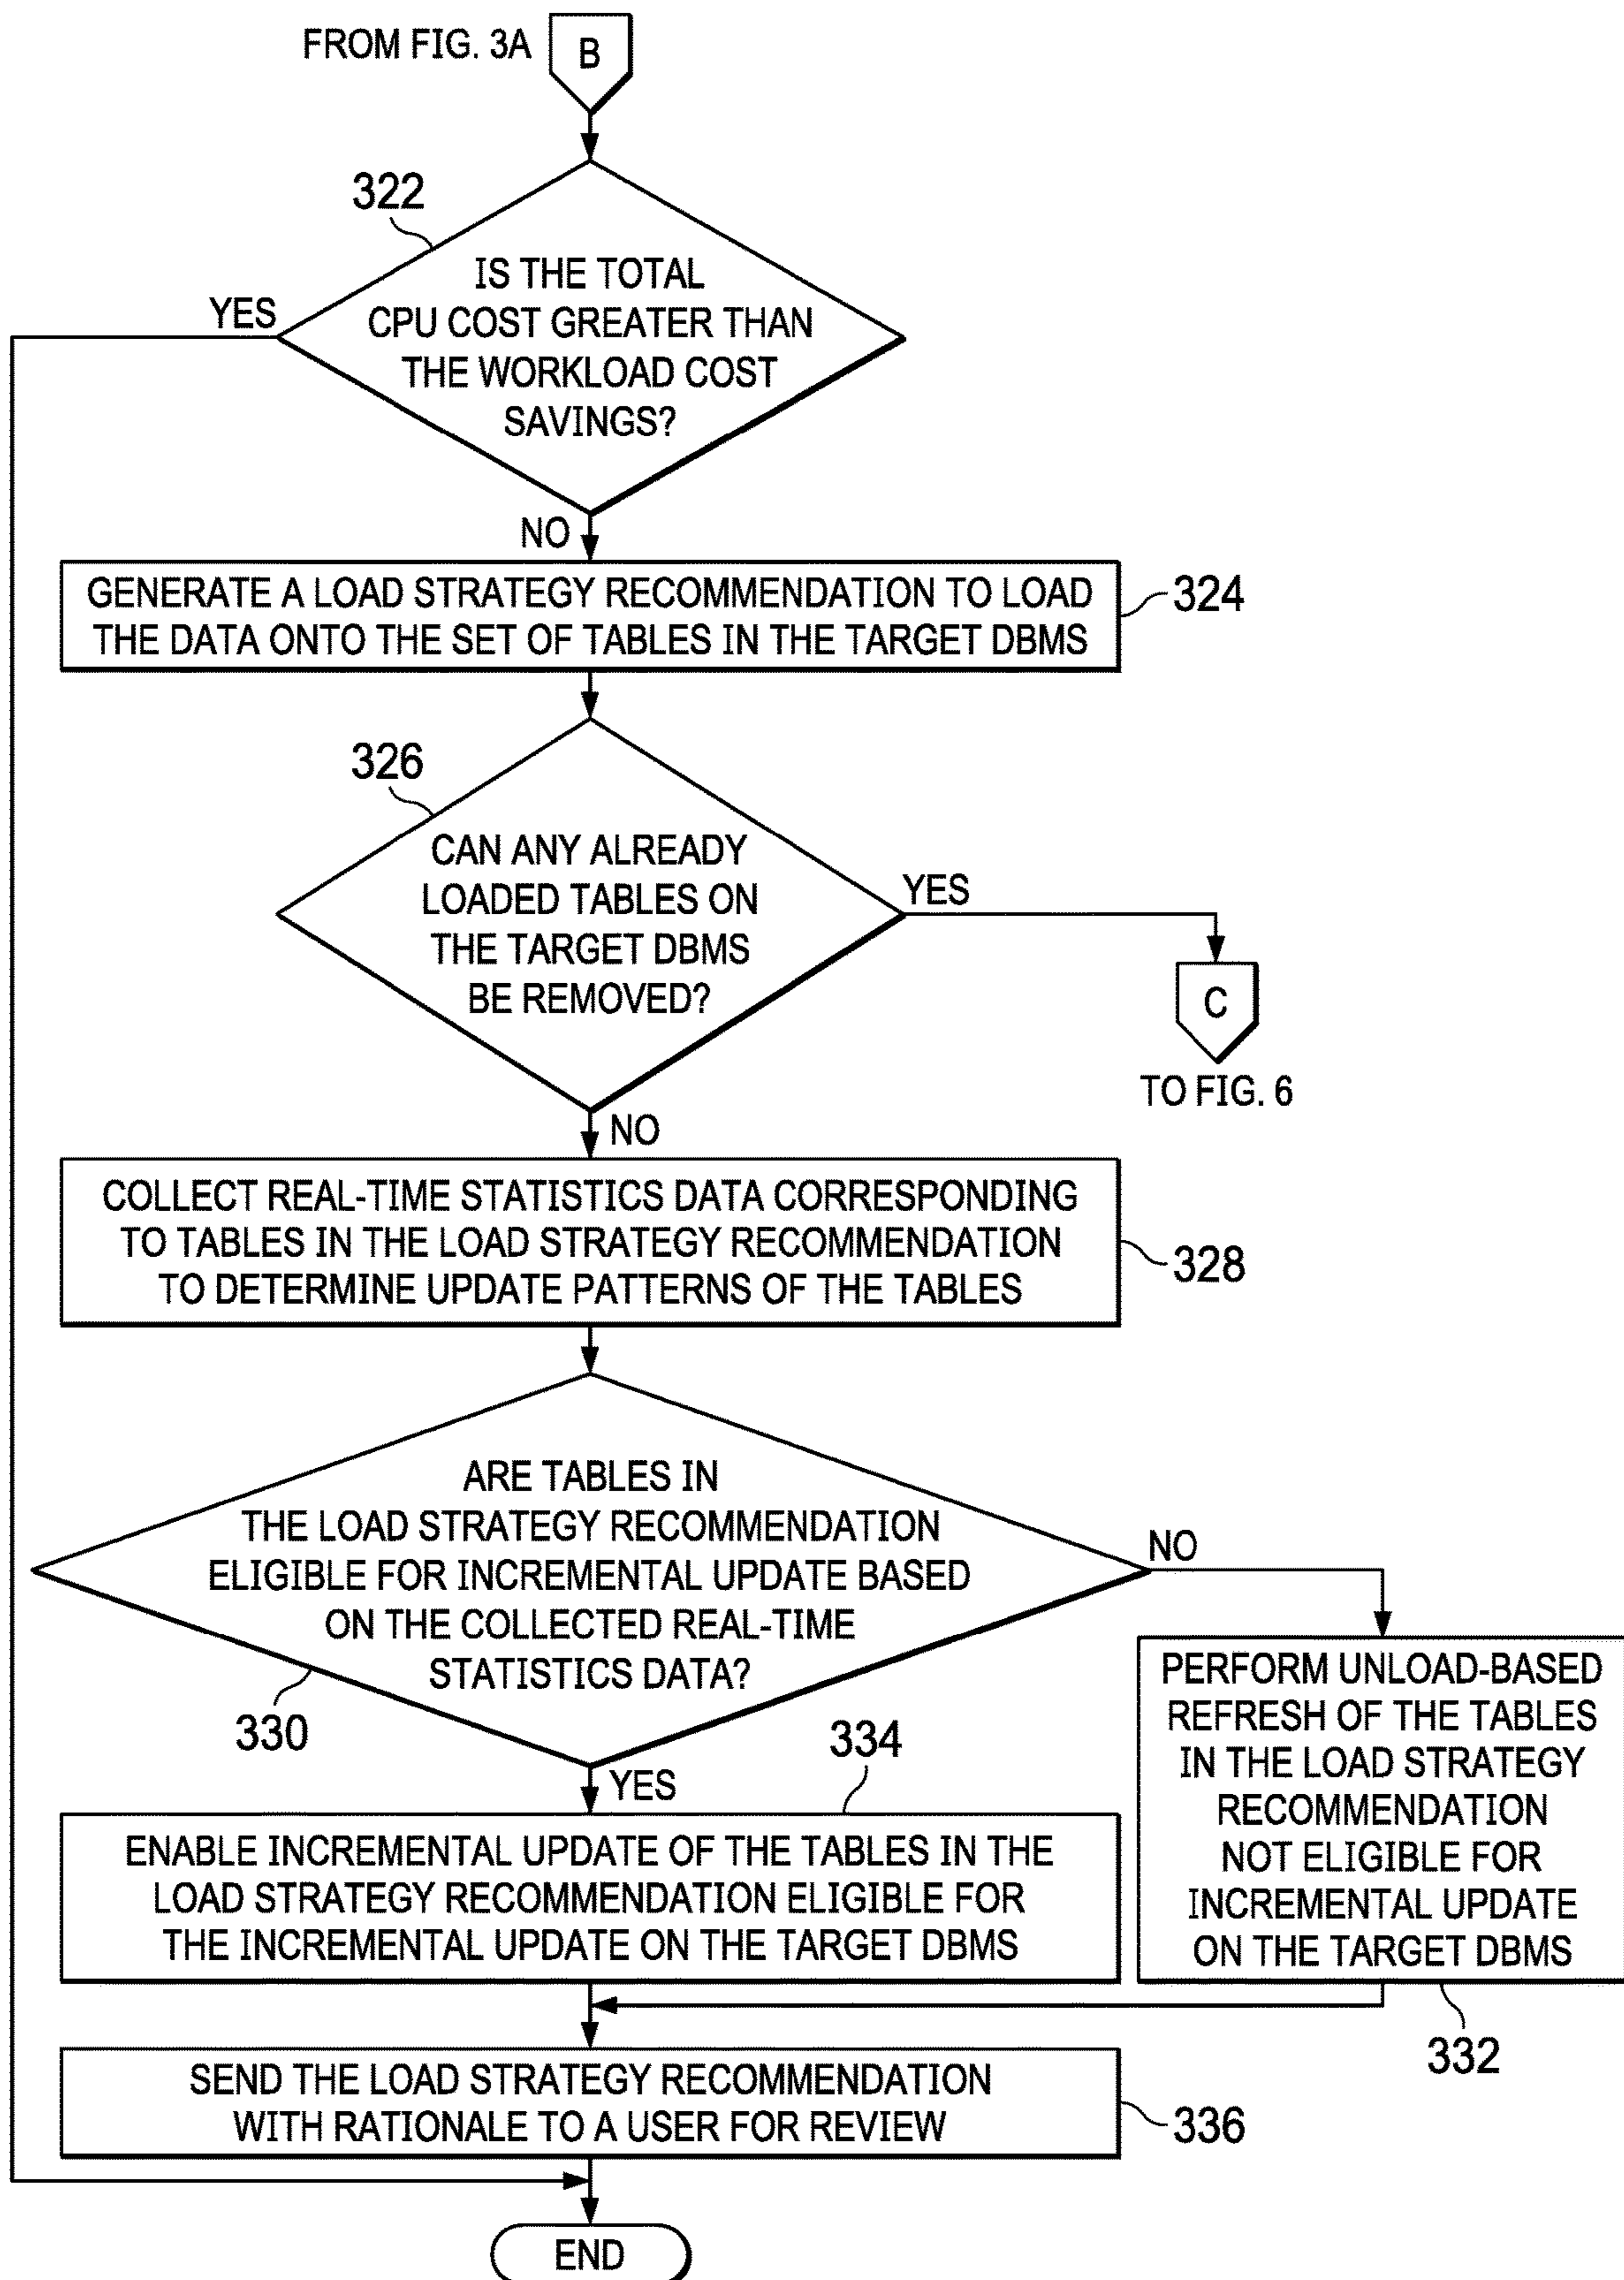 FROM FIG. 3A
B
322
IS THE TOTAL
CPU COST GREATER THAN
THE WORKLOAD COST
SAVINGS?
YES
NO
GENERATE A LOAD STRATEGY RECOMMENDATION TO LOAD
THE DATA ONTO THE SET OF TABLES IN THE TARGET DBMS
324
326
CAN ANY ALREADY
LOADED TABLES ON
THE TARGET DBMS
BE REMOVED?
YES
C
TO FIG. 6
NO
COLLECT REAL-TIME STATISTICS DATA CORRESPONDING
TO TABLES IN THE LOAD STRATEGY RECOMMENDATION
TO DETERMINE UPDATE PATTERNS OF THE TABLES
328
ARE TABLES IN
THE LOAD STRATEGY RECOMMENDATION
ELIGIBLE FOR INCREMENTAL UPDATE BASED
ON THE COLLECTED REAL-TIME
STATISTICS DATA?
330
NO
PERFORM UNLOAD-BASED
REFRESH OF THE TABLES
IN THE LOAD STRATEGY
RECOMMENDATION
NOT ELIGIBLE FOR
INCREMENTAL UPDATE
ON THE TARGET DBMS
332
YES
334
ENABLE INCREMENTAL UPDATE OF THE TABLES IN THE
LOAD STRATEGY RECOMMENDATION ELIGIBLE FOR
THE INCREMENTAL UPDATE ON THE TARGET DBMS
SEND THE LOAD STRATEGY RECOMMENDATION
WITH RATIONALE TO A USER FOR REVIEW
336
END